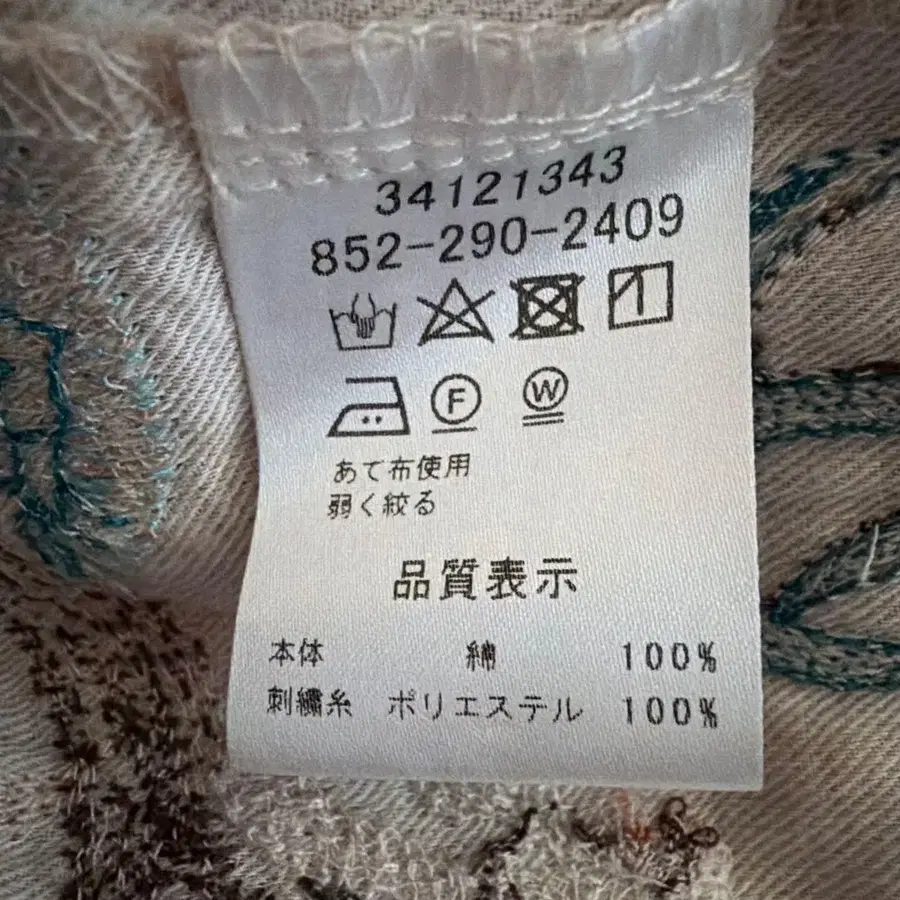 34121343
852-290-2409
F W
あて布使用
弱く絞る
品質表示
本体 綿 100%
刺繍糸 ポリエステル 100%